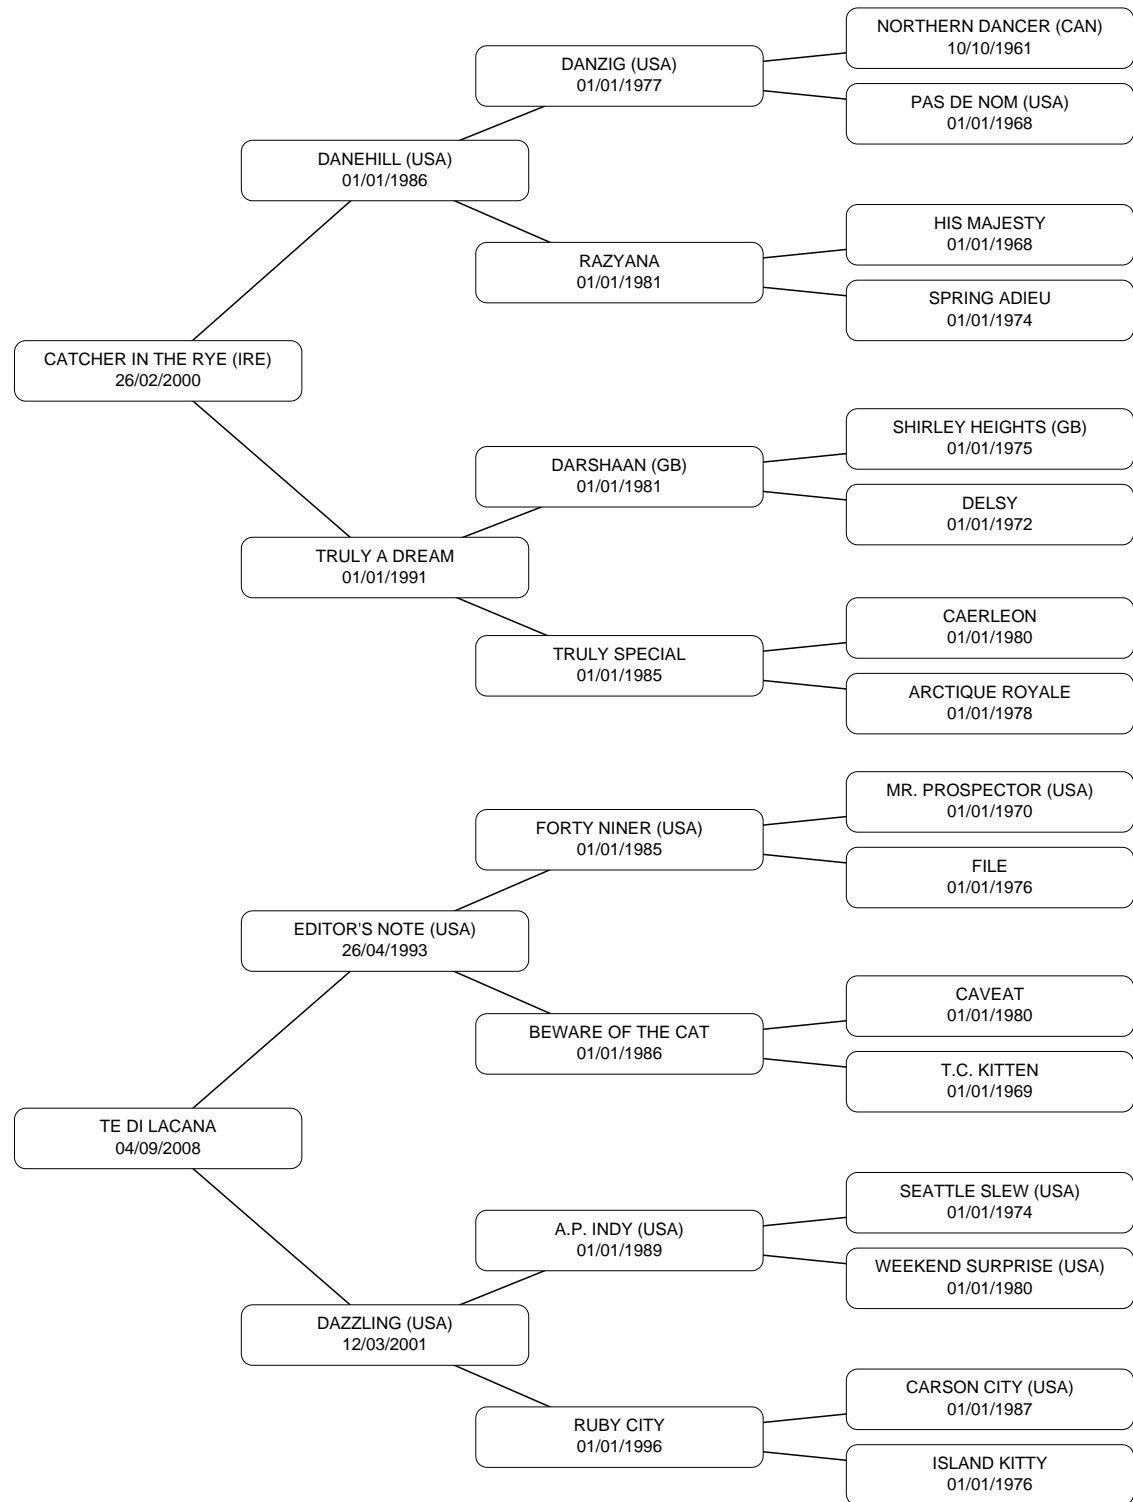 NORTHERN DANCER (CAN)
10/10/1961
DANZIG (USA)
01/01/1977
PAS DE NOM (USA)
01/01/1968
DANEHILL (USA)
01/01/1986
HIS MAJESTY
01/01/1968
RAZYANA
01/01/1981
SPRING ADIEU
01/01/1974
CATCHER IN THE RYE (IRE)
26/02/2000
SHIRLEY HEIGHTS (GB)
01/01/1975
DARSHAAN (GB)
01/01/1981
DELSY
01/01/1972
TRULY A DREAM
01/01/1991
CAERLEON
01/01/1980
TRULY SPECIAL
01/01/1985
ARCTIQUE ROYALE
01/01/1978
MR. PROSPECTOR (USA)
01/01/1970
FORTY NINER (USA)
01/01/1985
FILE
01/01/1976
EDITOR'S NOTE (USA)
26/04/1993
CAVEAT
01/01/1980
BEWARE OF THE CAT
01/01/1986
T.C. KITTEN
01/01/1969
TE DI LACANA
04/09/2008
SEATTLE SLEW (USA)
01/01/1974
A.P. INDY (USA)
01/01/1989
WEEKEND SURPRISE (USA)
01/01/1980
DAZZLING (USA)
12/03/2001
CARSON CITY (USA)
01/01/1987
RUBY CITY
01/01/1996
ISLAND KITTY
01/01/1976